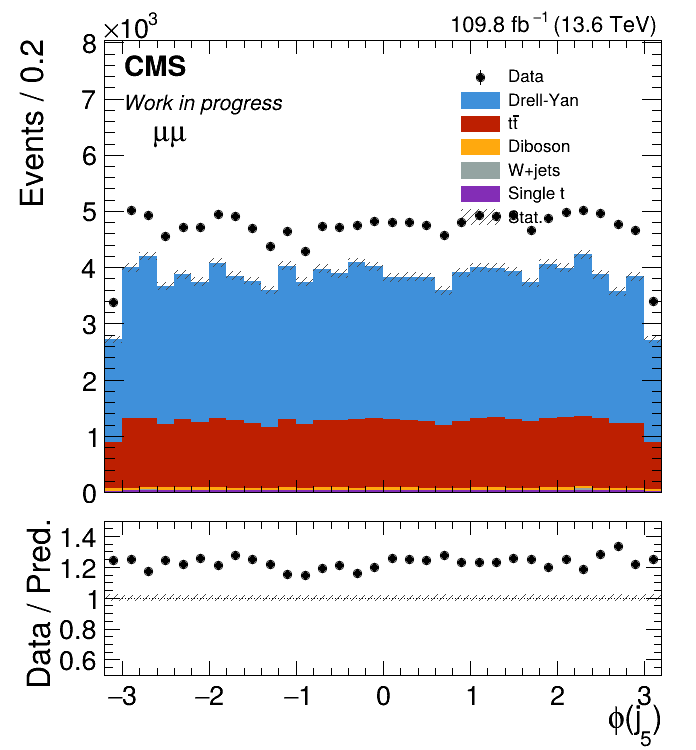 ×10³
109.8 fb⁻¹ (13.6 TeV)
CMS
Work in progress
μμ
Data
Drell-Yan
tt̅
Diboson
W+jets
Single t
Stat.
Events / 0.2
8
7
6
5
4
3
2
1
0
Data / Pred.
1.4
1.2
1
0.8
0.6
−3 −2 −1 0 1 2 3
ϕ(j₅)